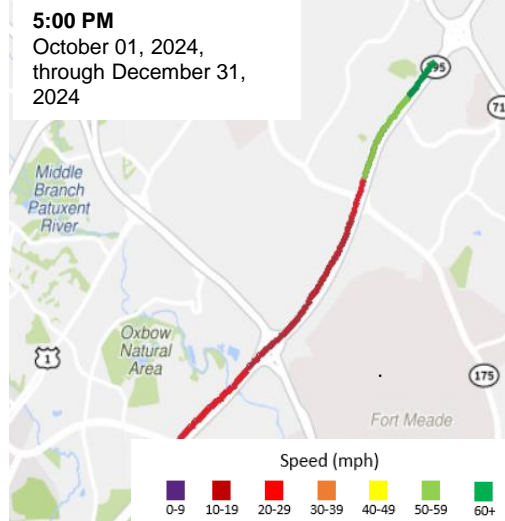 5:00 PM
October 01, 2024,
through December 31,
2024
295
71
Middle
Branch
Patuxent
River
Oxbow
Natural
Area
1
175
Fort Meade
Speed (mph)
0-9 10-19 20-29 30-39 40-49 50-59 60+